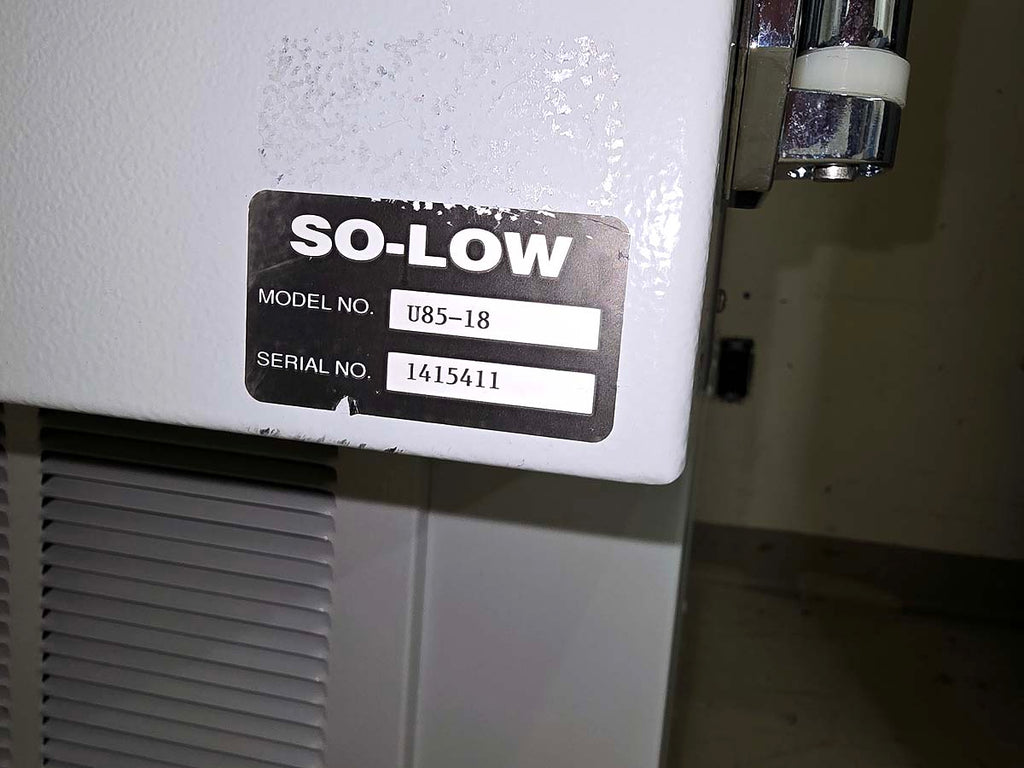 SO-LOW
MODEL NO. U85-18
SERIAL NO. 1415411